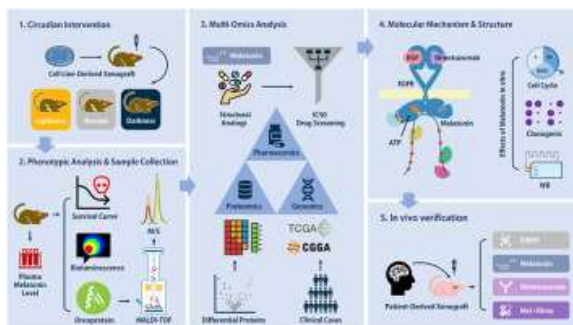 1. Circadian Intervention
Cell Line-Derived Xenograft
Lightness
Normal
Darkness
2. Phenotypic Analysis & Sample Collection
Survival Curve
M/S
Plasma
Melatonin
Level
Bioluminescence
Oncoprotein
MALDI-TOF
3. Multi-Omics Analysis
Melatonin
Structural
Analogs
IC50
Drug Screening
Pharmacomics
Proteomics
Genomics
TCGA
CGGA
Differential Proteins
Clinical Cases
4. Molecular Mechanism & Structure
EGF
Nimotuzumab
EGFR
Melatonin
ATP
Effects of Melatonin in vitro
Cell Cycle
Clonogenic
WB
5. In vivo verification
Patient-Derived Xenograft
Melatonin
Nimotuzumab